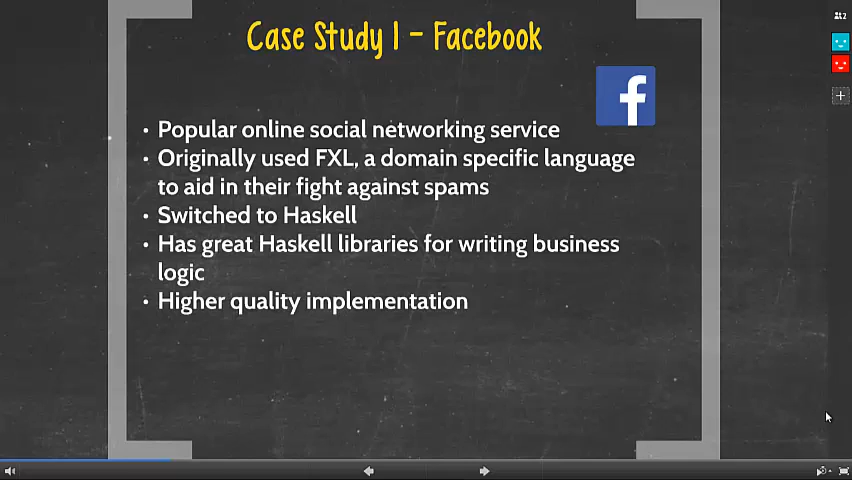 Case Study 1 - Facebook
f
• Popular online social networking service
• Originally used FXL, a domain specific language
to aid in their fight against spams
• Switched to Haskell
• Has great Haskell libraries for writing business
logic
• Higher quality implementation
2